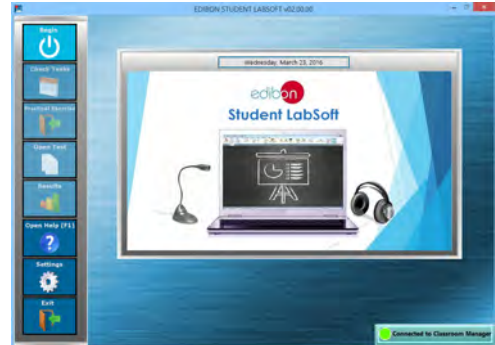 EDIBON STUDENT LABSOFT v02.00.00
Begin
Check Tasks
Practical Exercises
Open Test
Results
Open Help (F1)
Settings
Exit
Wednesday, March 23, 2016
edibon
Student LabSoft
Connected to Classroom Manager